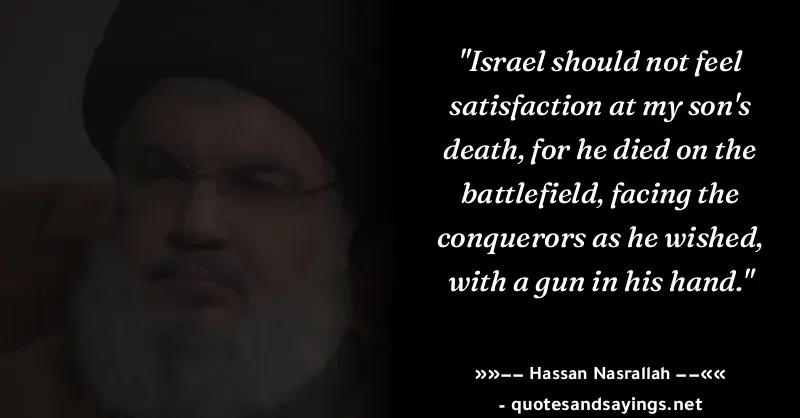 "Israel should not feel
satisfaction at my son's
death, for he died on the
battlefield, facing the
conquerors as he wished,
with a gun in his hand."
»»–– Hassan Nasrallah ––««
- quotesandsayings.net